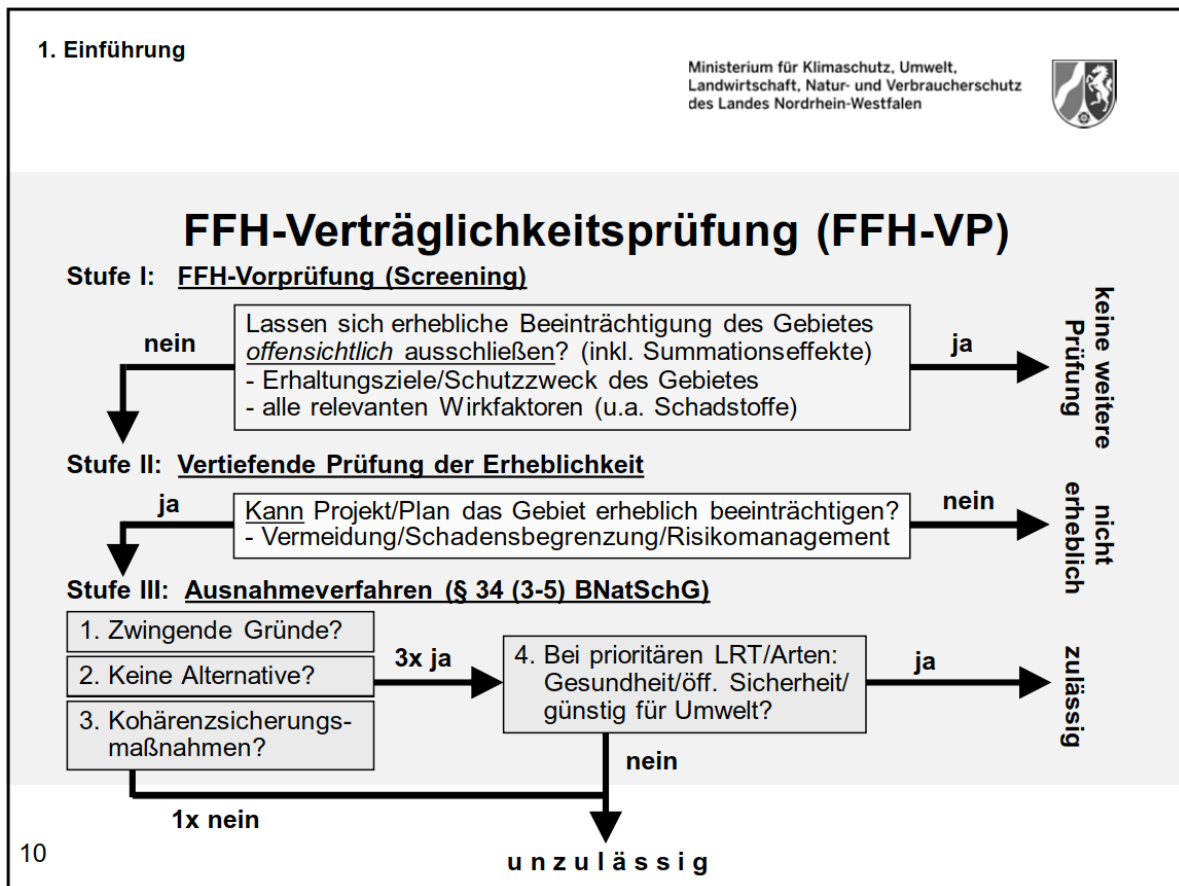 1. Einführung
Ministerium für Klimaschutz, Umwelt,
Landwirtschaft, Natur- und Verbraucherschutz
des Landes Nordrhein-Westfalen
FFH-Verträglichkeitsprüfung (FFH-VP)
Stufe I: FFH-Vorprüfung (Screening)
nein
Lassen sich erhebliche Beeinträchtigung des Gebietes
offensichtlich ausschließen? (inkl. Summationseffekte)
- Erhaltungsziele/Schutzzweck des Gebietes
- alle relevanten Wirkfaktoren (u.a. Schadstoffe)
ja
keine weitere
Prüfung
Stufe II: Vertiefende Prüfung der Erheblichkeit
ja
Kann Projekt/Plan das Gebiet erheblich beeinträchtigen?
- Vermeidung/Schadensbegrenzung/Risikomanagement
nein
nicht
erheblich
Stufe III: Ausnahmeverfahren (§ 34 (3-5) BNatSchG)
1. Zwingende Gründe?
2. Keine Alternative?
3. Kohärenzsicherungs-
maßnahmen?
3x ja
4. Bei prioritären LRT/Arten:
Gesundheit/öff. Sicherheit/
günstig für Umwelt?
ja
zulässig
nein
1x nein
unzulässig
10